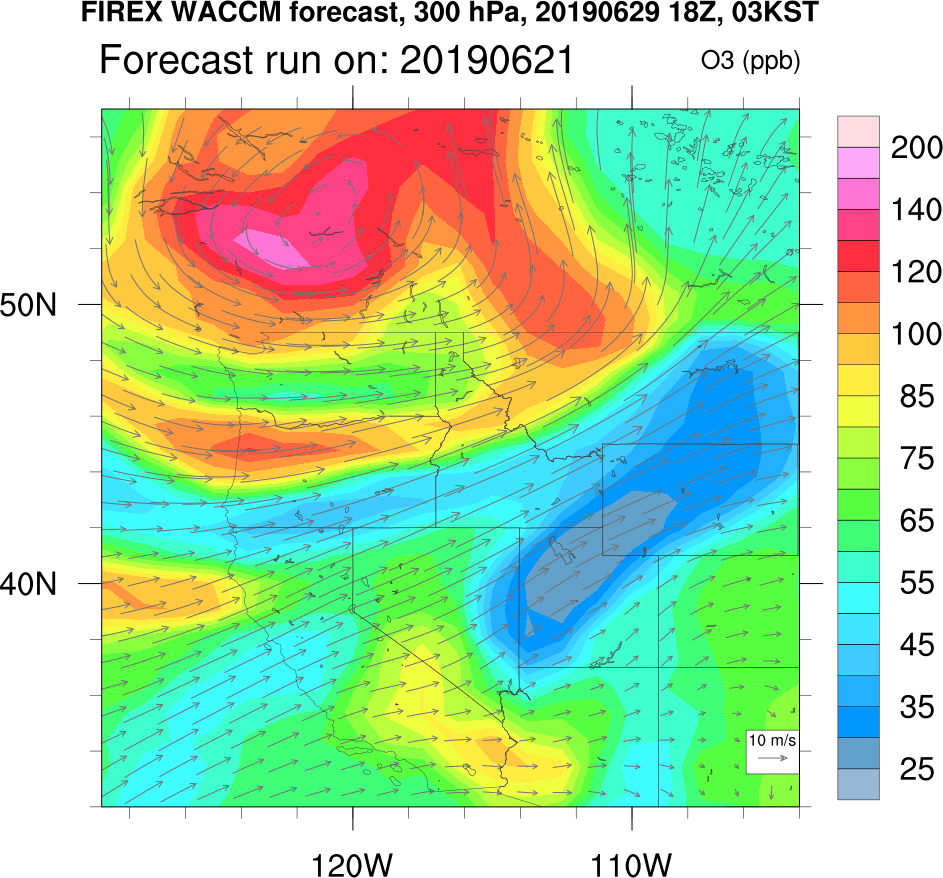 FIREX WACCM forecast, 300 hPa, 20190629 18Z, 03KST
Forecast run on: 20190621
O3 (ppb)
200
140
120
100
85
75
65
55
45
35
25
50N
40N
10 m/s
120W
110W